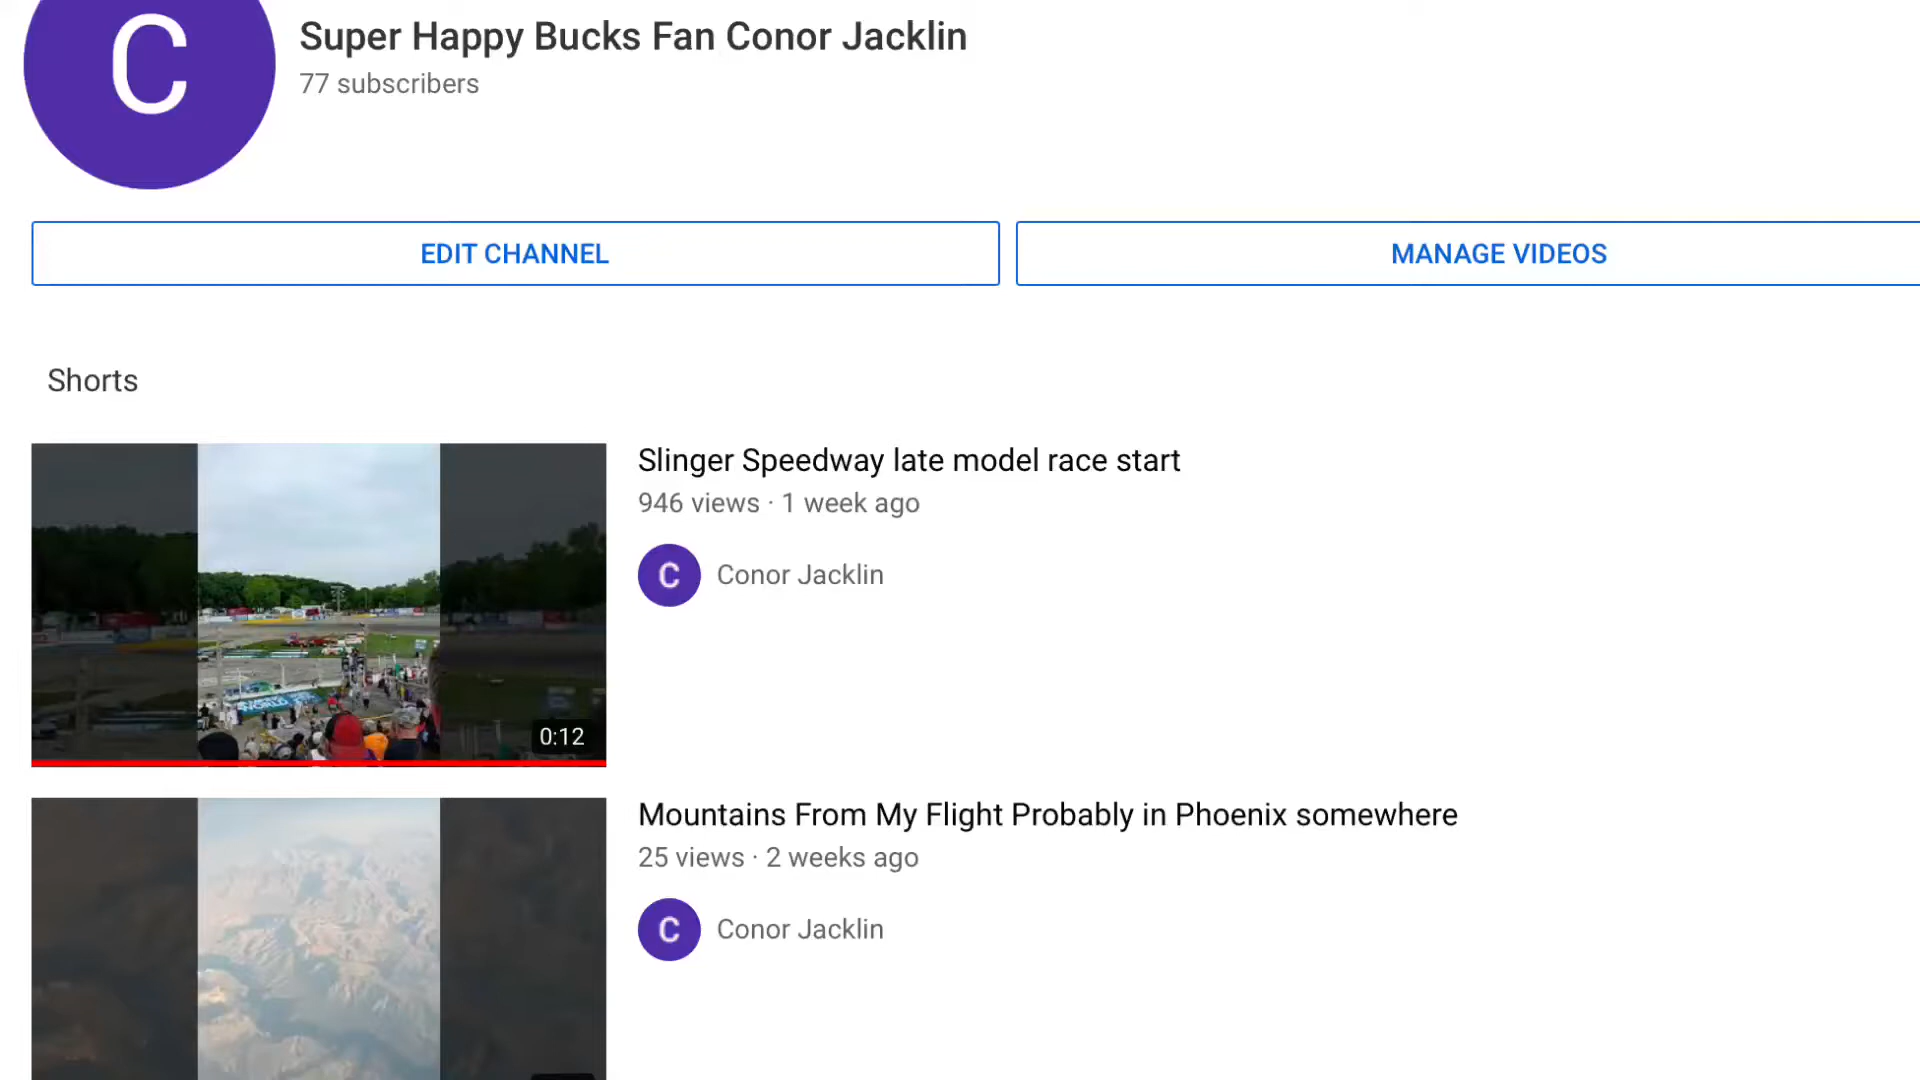 C
Super Happy Bucks Fan Conor Jacklin
77 subscribers
EDIT CHANNEL
MANAGE VIDEOS
Shorts
Slinger Speedway late model race start
946 views · 1 week ago
C
Conor Jacklin
WORLD
0:12
Mountains From My Flight Probably in Phoenix somewhere
25 views · 2 weeks ago
C
Conor Jacklin